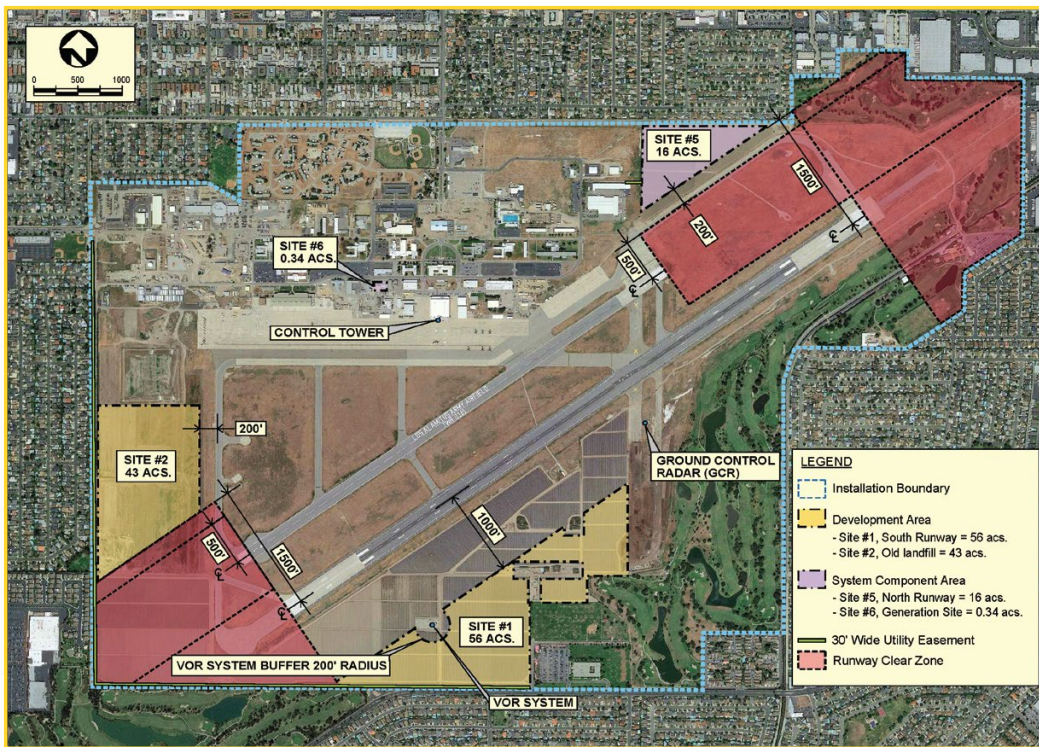 0 500 1000
SITE #5
16 ACS.
1500'
200'
500'
℄
℄
SITE #6
0.34 ACS.
CONTROL TOWER
LOS ALAMITOS ARMY AIRFIELD
200'
SITE #2
43 ACS.
GROUND CONTROL
RADAR (GCR)
1000'
500'
1500'
℄
℄
SITE #1
56 ACS.
VOR SYSTEM BUFFER 200' RADIUS
VOR SYSTEM
LEGEND
Installation Boundary
Development Area
- Site #1, South Runway = 56 acs.
- Site #2, Old landfill = 43 acs.
System Component Area
- Site #5, North Runway = 16 acs.
- Site #6, Generation Site = 0.34 acs.
30' Wide Utility Easement
Runway Clear Zone